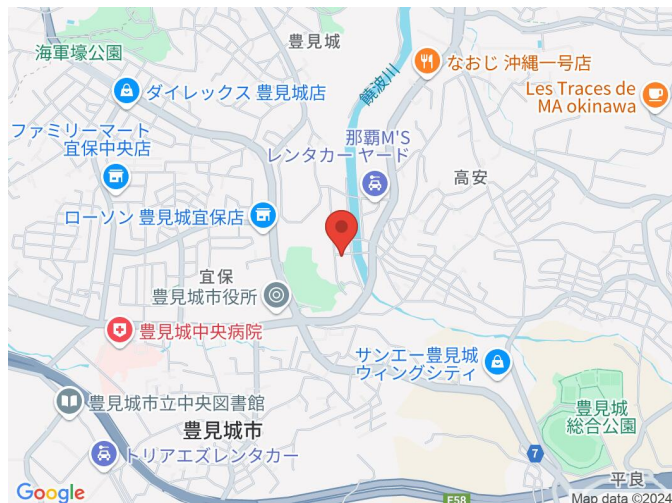 海軍壕公園
豊見城
なおじ 沖縄一号店
ダイレックス 豊見城店
饒波川
Les Traces de
MA okinawa
ファミリーマート
宜保中央店
那覇M'S
レンタカー ヤード
高安
ローソン 豊見城宜保店
宜保
豊見城市役所
豊見城中央病院
サンエー豊見城
ウィングシティ
豊見城市立中央図書館
豊見城市
豊見城
総合公園
トリアエズレンタカー
7
平良
Google
E58
Map data ©2024